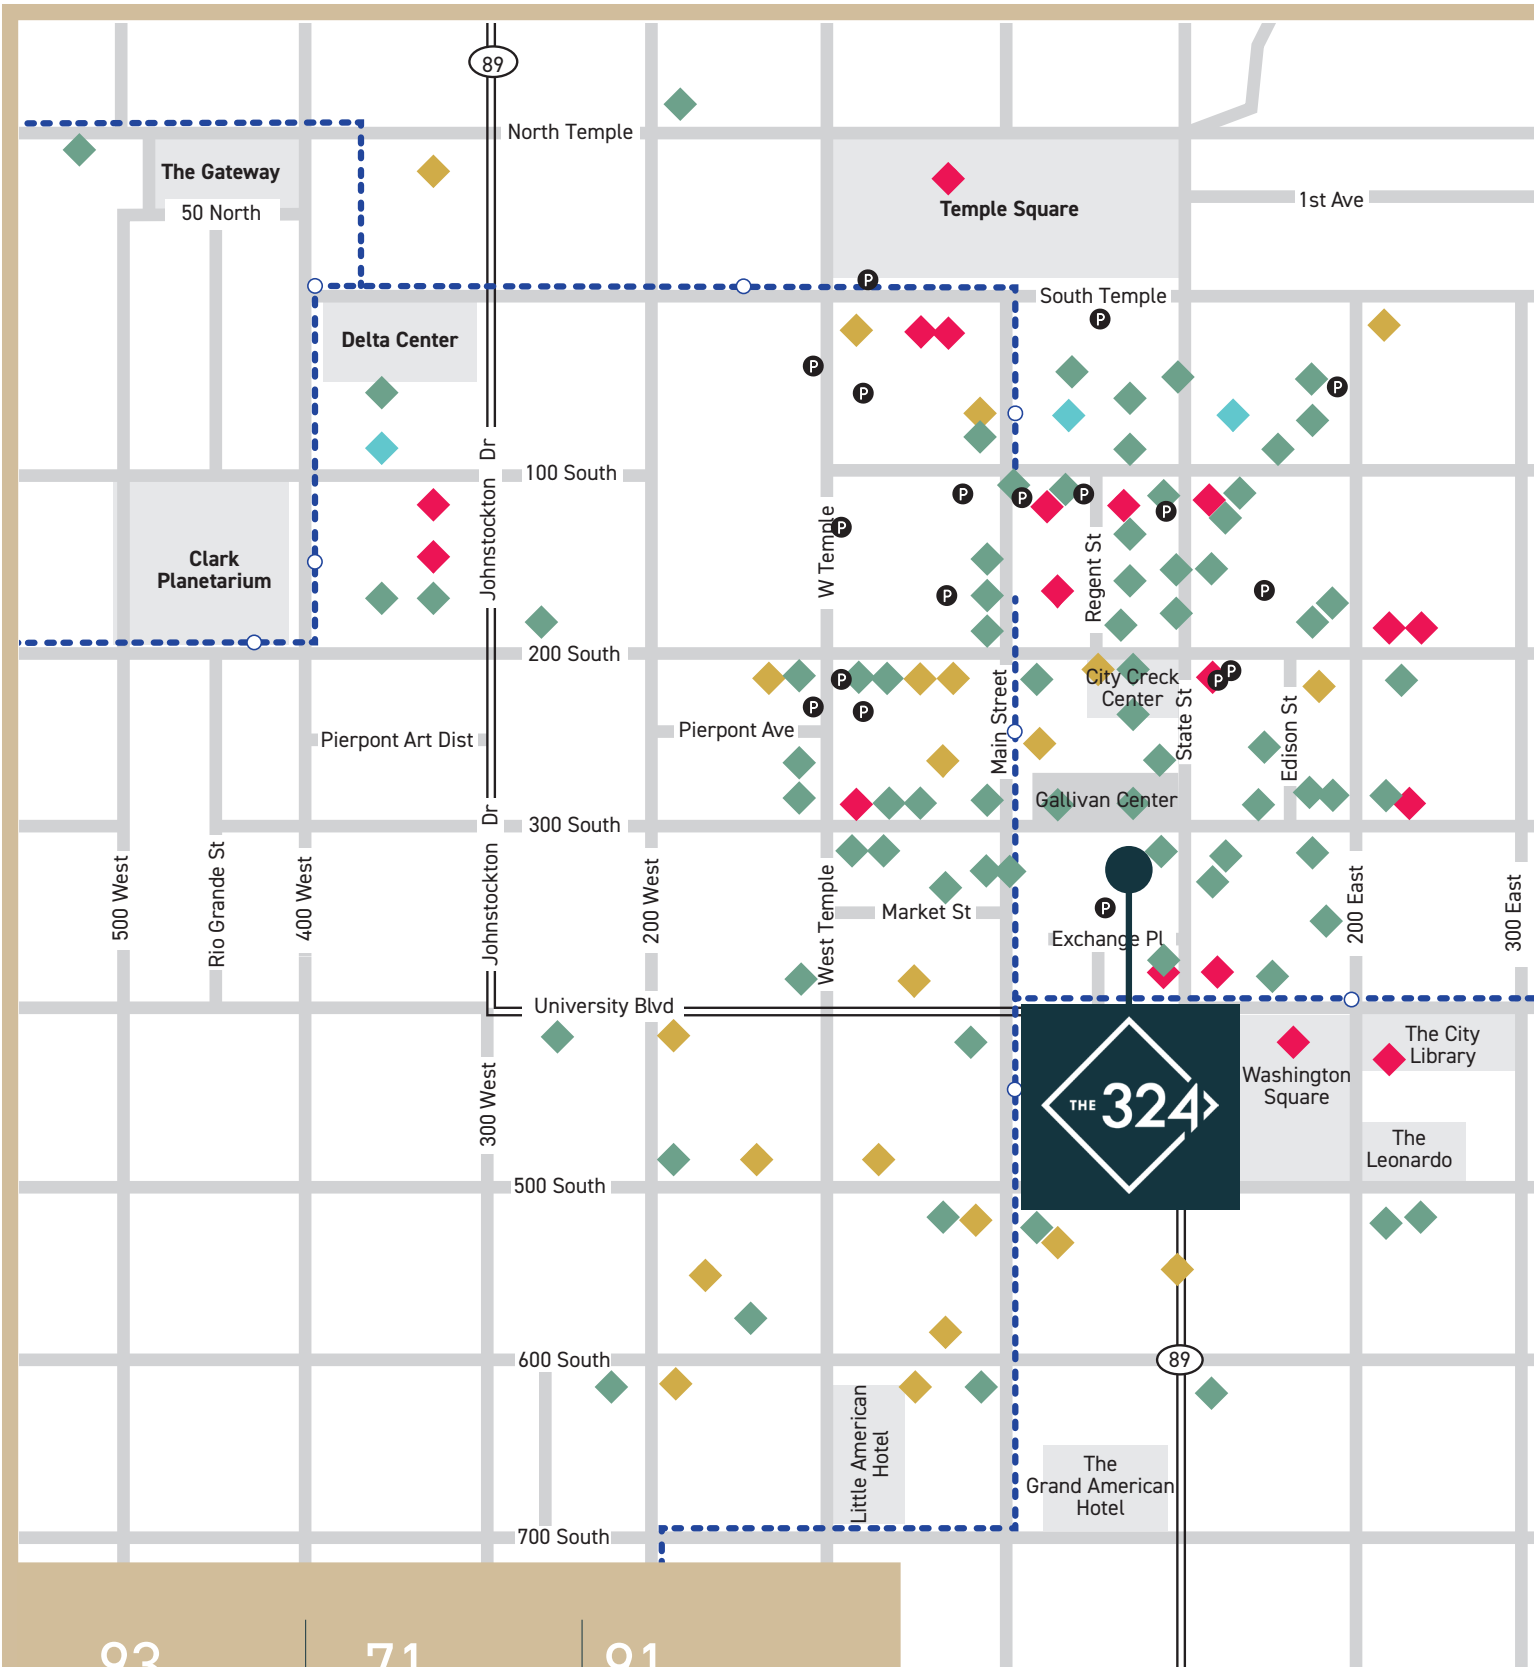 89
North Temple
The Gateway
50 North
Temple Square
1st Ave
P
South Temple
P
Delta Center
P
P
P
Johnstockton Dr
100 South
P
P
P
P
P
W Temple
Regent St
Clark
Planetarium
P
P
200 South
P
P
P
City Creck
Center
Main Street
State St
Edison St
P
P
Pierpont Ave
Pierpont Art Dist
Gallivan Center
Johnstockton Dr
300 South
500 West
Rio Grande St
400 West
200 West
West Temple
200 East
300 East
P
Market St
Exchange Pl
University Blvd
The City
Library
Washington
Square
THE 324
300 West
The
Leonardo
500 South
600 South
89
Little American
Hotel
The
Grand American
Hotel
700 South